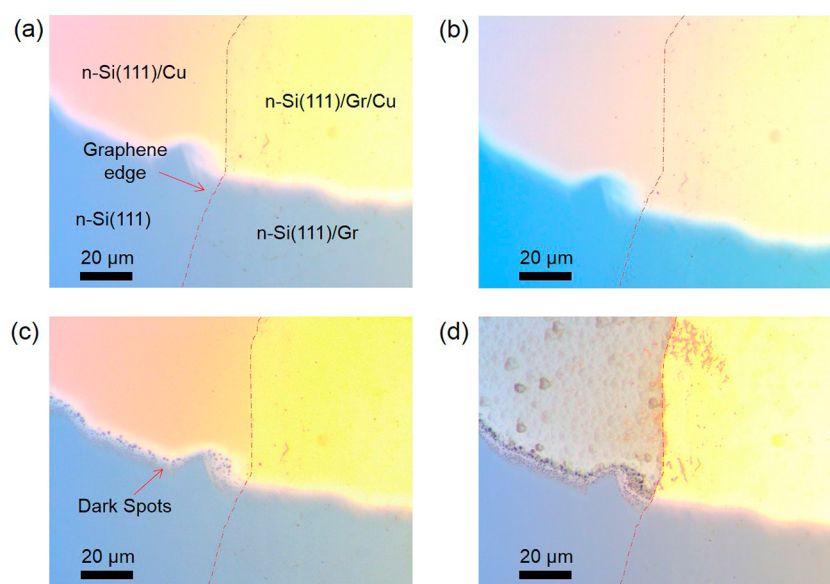 (a)
n-Si(111)/Cu
n-Si(111)/Gr/Cu
Graphene
edge
n-Si(111)
n-Si(111)/Gr
20 µm
(b)
20 µm
(c)
Dark Spots
20 µm
(d)
20 µm